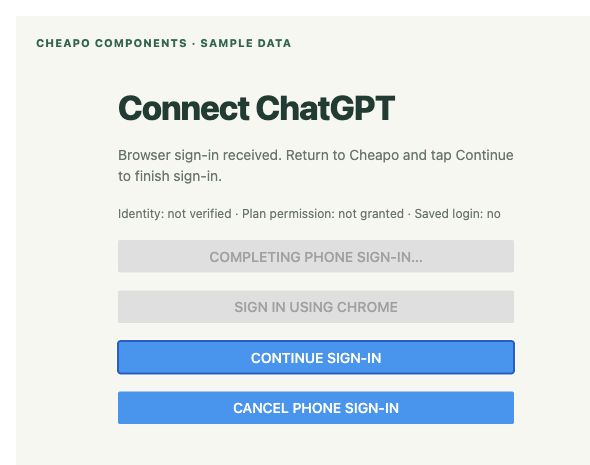 CHEAPO COMPONENTS · SAMPLE DATA
Connect ChatGPT
Browser sign-in received. Return to Cheapo and tap Continue
to finish sign-in.
Identity: not verified · Plan permission: not granted · Saved login: no
COMPLETING PHONE SIGN-IN...
SIGN IN USING CHROME
CONTINUE SIGN-IN
CANCEL PHONE SIGN-IN